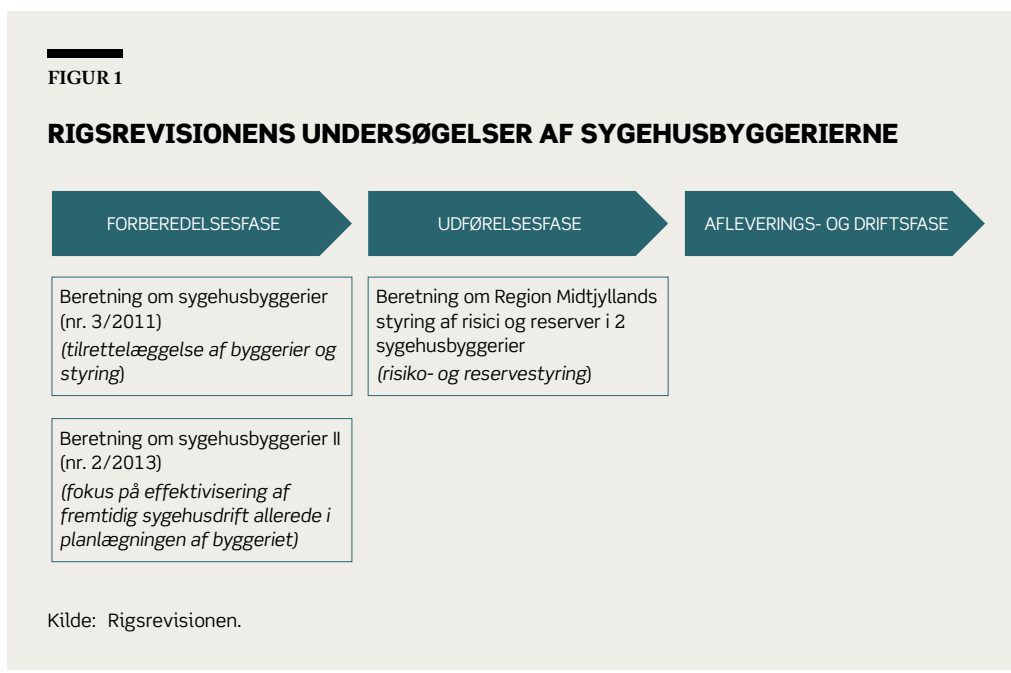 FIGUR 1
RIGSREVISIONENS UNDERSØGELSER AF SYGEHUSBYGGERIERNE
FORBEREDELSESFASE
UDFØRELSESFASE
AFLEVERINGS- OG DRIFTSFASE
Beretning om sygehusbyggerier
(nr. 3/2011)
(tilrettelæggelse af byggerier og
styring)
Beretning om Region Midtjyllands
styring af risici og reserver i 2
sygehusbyggerier
(risiko- og reservestyring)
Beretning om sygehusbyggerier II
(nr. 2/2013)
(fokus på effektivisering af
fremtidig sygehusdrift allerede i
planlægningen af byggeriet)
Kilde: Rigsrevisionen.